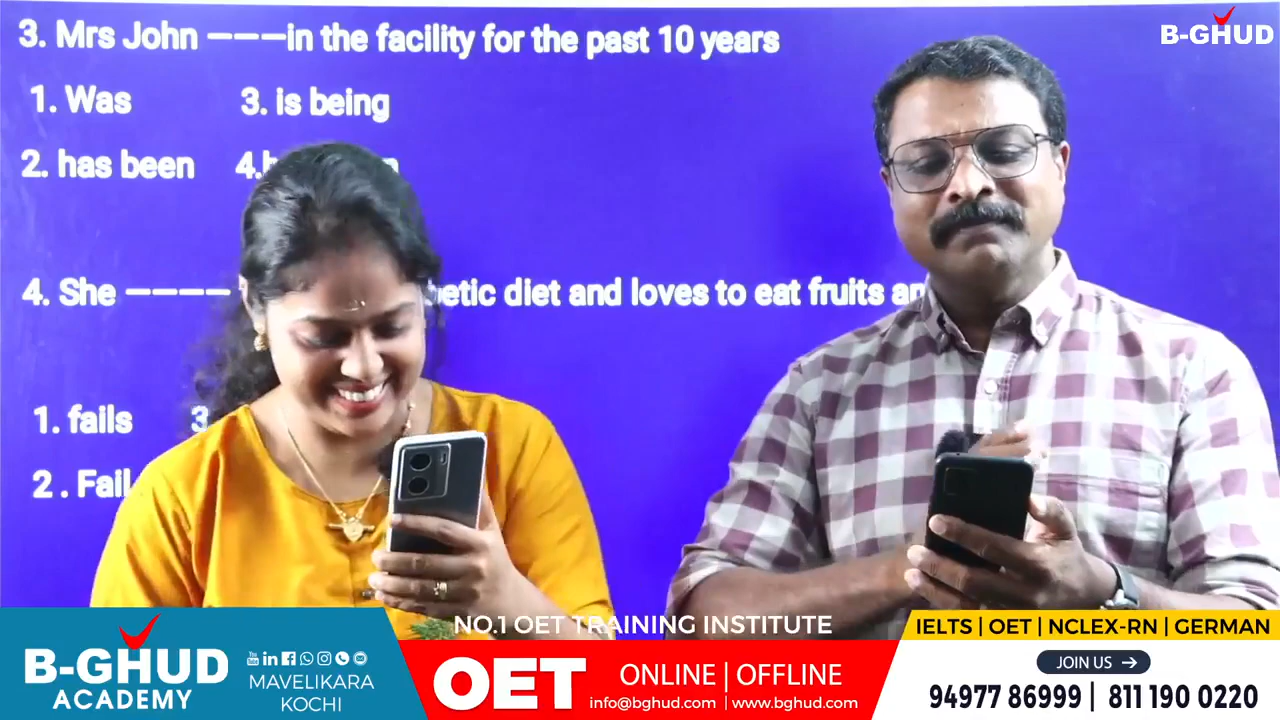 3. Mrs John ———in the facility for the past 10 years
B-GHUD
1. Was 3. is being
2. has been 4.
4. She ———— diet and loves to eat fruits
1. fails 3
2 . Fail
NO.1 OET TRAINING INSTITUTE
IELTS | OET | NCLEX-RN | GERMAN
B-GHUD
ACADEMY
MAVELIKARA
KOCHI
OET
ONLINE | OFFLINE
info@bghud.com | www.bghud.com
JOIN US →
94977 86999 | 811 190 0220